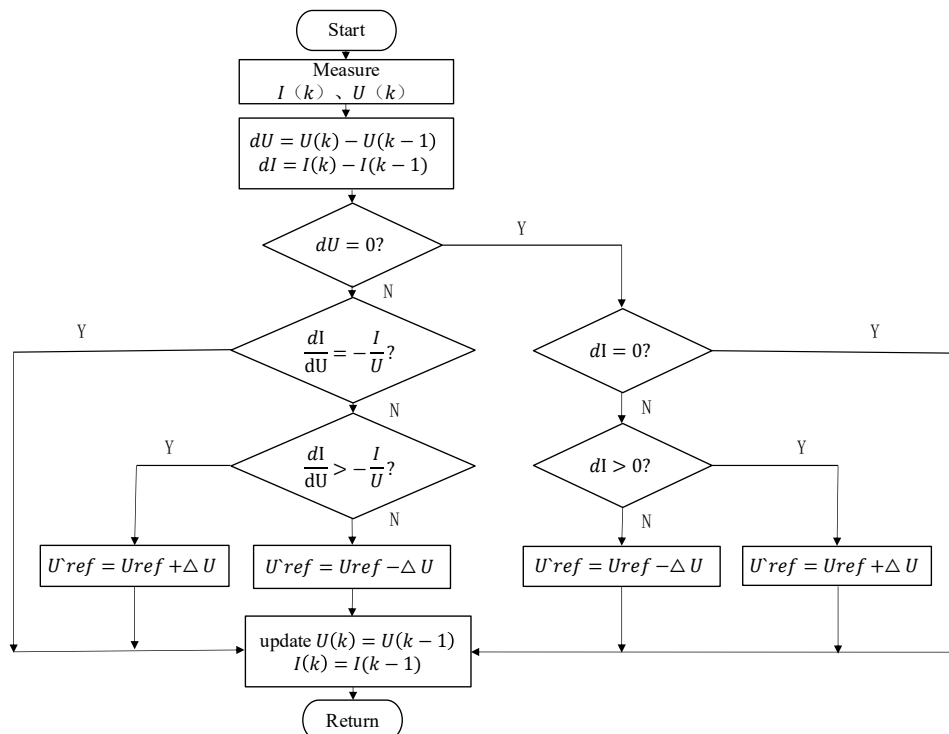 Start
Measure
I（k）、U（k）
dU = U(k) − U(k − 1)
dI = I(k) − I(k − 1)
dU = 0?
Y
N
Y
dI/dU = − I/U ?
dI = 0?
Y
N
N
Y
dI/dU > − I/U ?
dI > 0?
Y
N
N
U`ref = Uref +△ U
U`ref = Uref −△ U
U`ref = Uref −△ U
U`ref = Uref +△ U
update U(k) = U(k − 1)
I(k) = I(k − 1)
Return